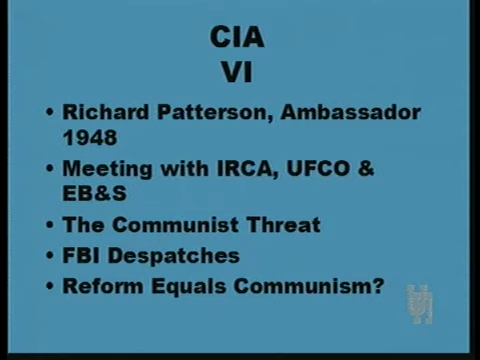 CIA
VI
• Richard Patterson, Ambassador
1948
• Meeting with IRCA, UFCO &
EB&S
• The Communist Threat
• FBI Despatches
• Reform Equals Communism?